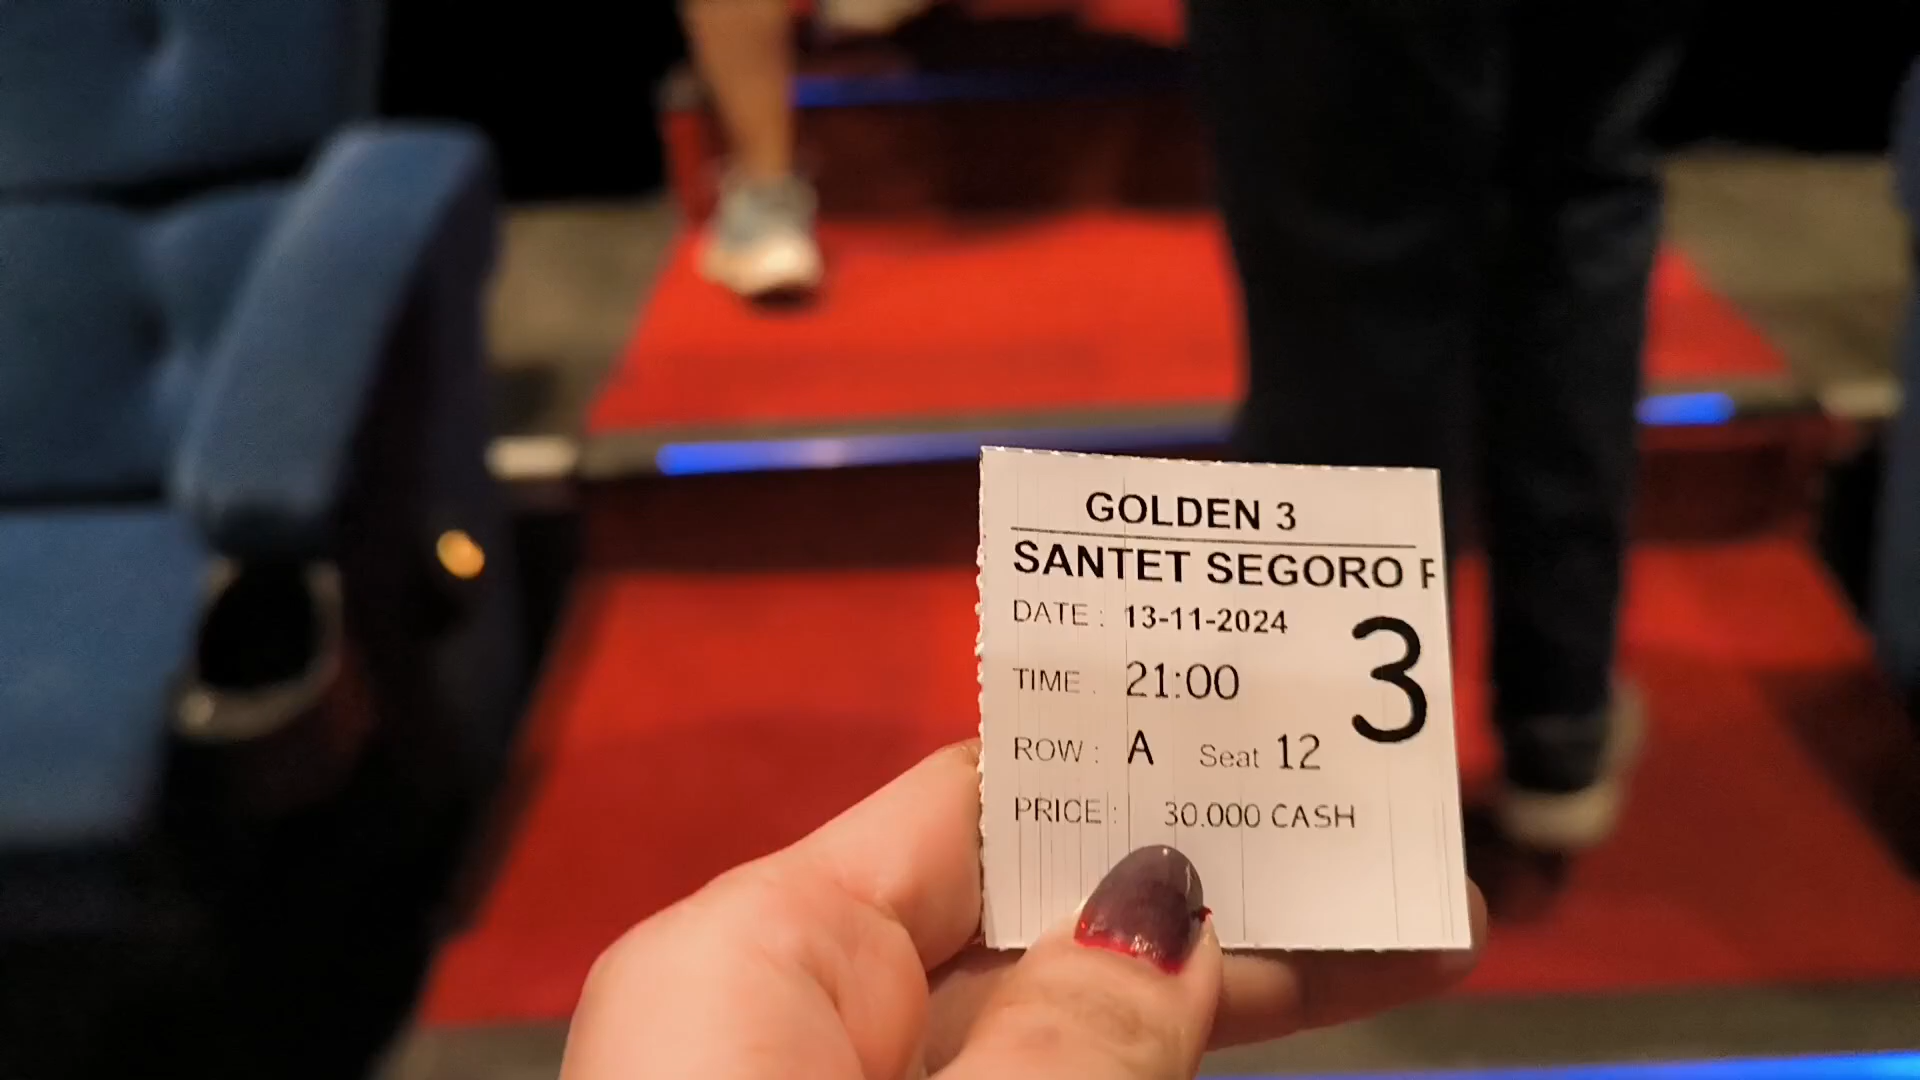 GOLDEN 3
SANTET SEGORO
DATE : 13-11-2024
3
TIME : 21:00
ROW : A Seat 12
PRICE : 30.000 CASH